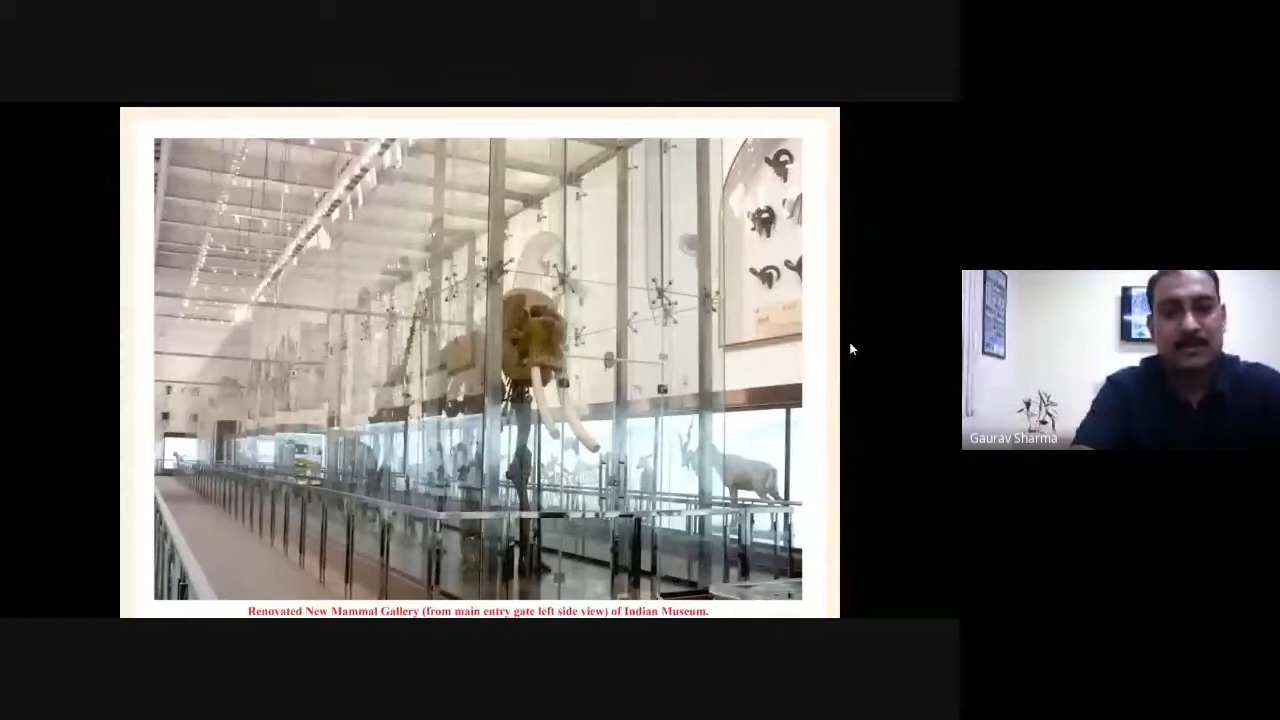 Renovated New Mammal Gallery (from main entry gate left side view) of Indian Museum.
Gaurav Sharma